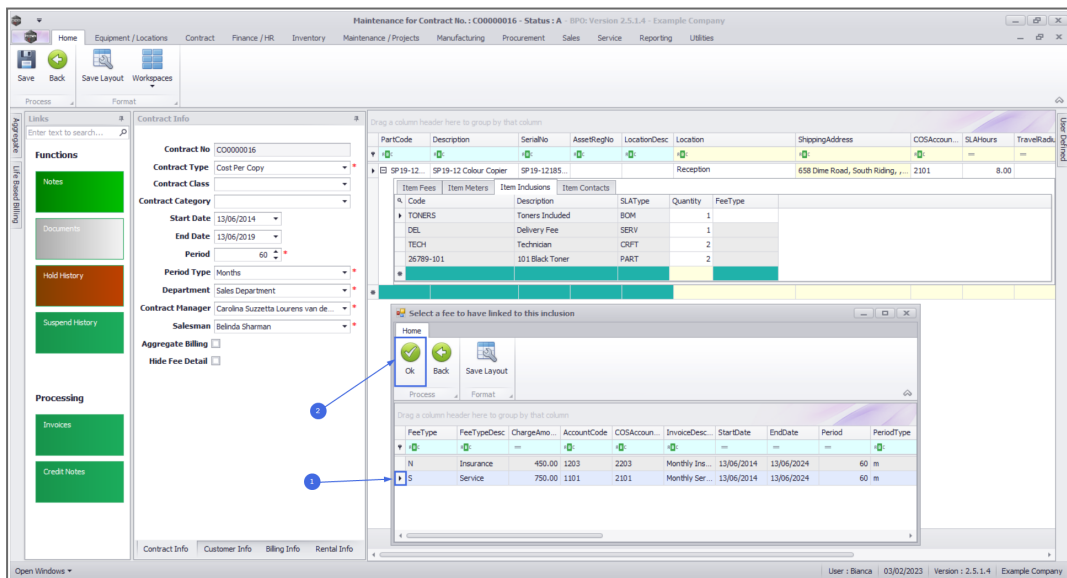 Maintenance for Contract No. : CO0000016 - Status : A - BPO: Version 2.5.1.4 - Example Company
Home Equipment / Locations Contract Finance / HR Inventory Maintenance / Projects Manufacturing Procurement Sales Service Reporting Utilities
Save Back Save Layout Workspaces
Process Format
Aggregate
Life Based Billing
Links
Enter text to search...
Functions
Notes
Documents
Hold History
Suspend History
Processing
Invoices
Credit Notes
Contract Info
Contract No CO0000016
Contract Type Cost Per Copy *
Contract Class
Contract Category
Start Date 13/06/2014
End Date 13/06/2019
Period 60 *
Period Type Months *
Department Sales Department *
Contract Manager Carolina Suzzetta Lourens van de... *
Salesman Belinda Sharman *
Aggregate Billing
Hide Fee Detail
Contract Info Customer Info Billing Info Rental Info
Drag a column header here to group by that column
PartCode Description SerialNo AssetRegNo LocationDesc Location ShippingAddress COSAccoun... SLAHours TravelRadiu
SP19-12... SP19-12 Colour Copier SP19-12185... Reception 658 Dime Road, South Riding, ,... 2101 8.00
Item Fees Item Meters Item Inclusions Item Contacts
Code Description SLAType Quantity FeeType
TONERS Toners Included BOM 1
DEL Delivery Fee SERV 1
TECH Technician CRFT 2
26789-101 101 Black Toner PART 2
User Defined
Select a fee to have linked to this inclusion
Home
Ok Back Save Layout
Process Format
Drag a column header here to group by that column
FeeType FeeTypeDesc ChargeAmo... AccountCode COSAccoun... InvoiceDesc... StartDate EndDate Period PeriodType
N Insurance 450.00 1203 2203 Monthly Ins... 13/06/2014 13/06/2024 60 m
S Service 750.00 1101 2101 Monthly Ser... 13/06/2014 13/06/2024 60 m
2
1
Open Windows User : Bianca 03/02/2023 Version : 2.5.1.4 Example Company